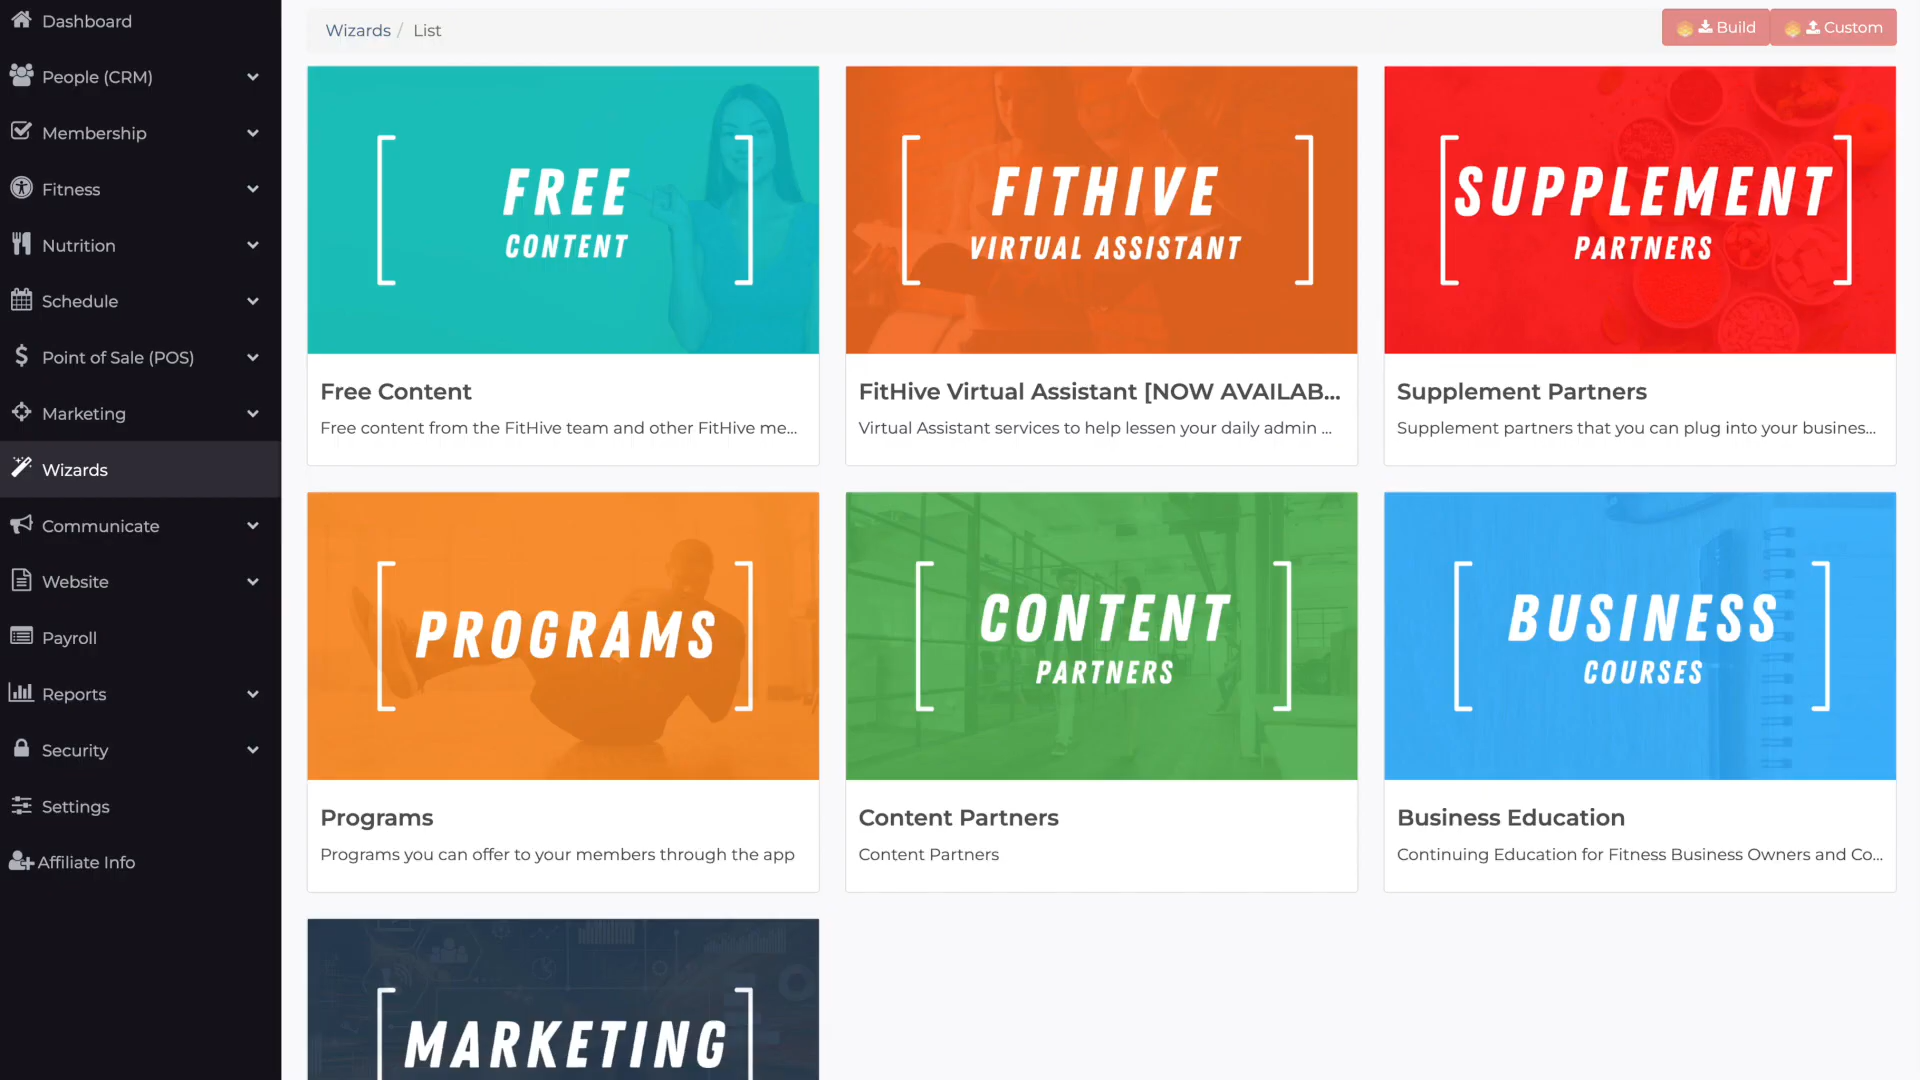 Dashboard
People (CRM)
Membership
Fitness
Nutrition
Schedule
Point of Sale (POS)
Marketing
Wizards
Communicate
Website
Payroll
Reports
Security
Settings
Affiliate Info
Wizards / List
Build
Custom
FREE
CONTENT
Free Content
Free content from the FitHive team and other FitHive me...
FITHIVE
VIRTUAL ASSISTANT
FitHive Virtual Assistant [NOW AVAILAB...
Virtual Assistant services to help lessen your daily admin ...
SUPPLEMENT
PARTNERS
Supplement Partners
Supplement partners that you can plug into your busines...
PROGRAMS
Programs
Programs you can offer to your members through the app
CONTENT
PARTNERS
Content Partners
Content Partners
BUSINESS
COURSES
Business Education
Continuing Education for Fitness Business Owners and Co...
MARKETING